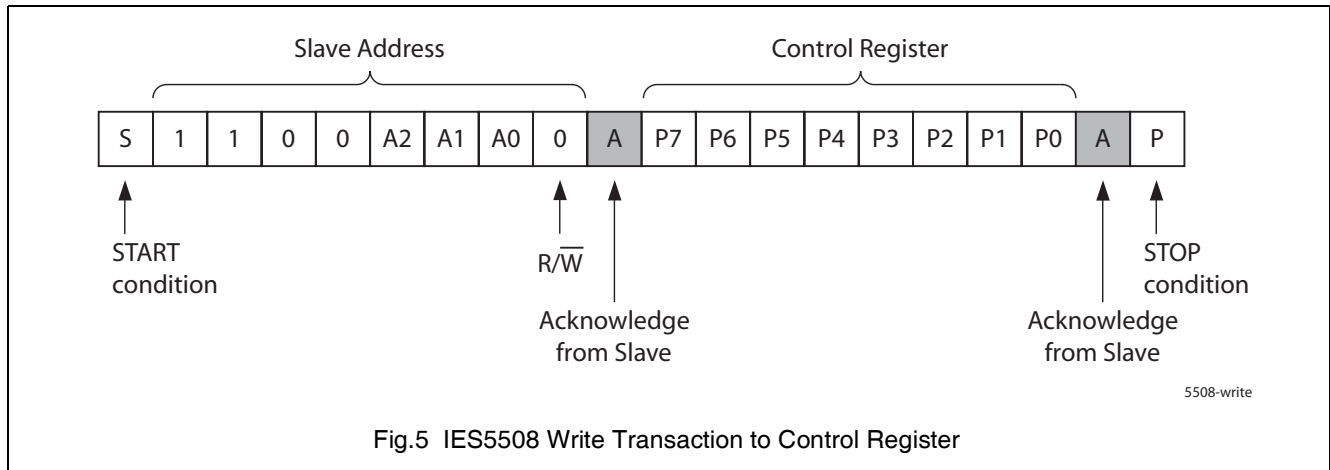 Slave Address Control Register
S 1 1 0 0 A2 A1 A0 0 A P7 P6 P5 P4 P3 P2 P1 P0 A P
START
condition
R/W̅
Acknowledge
from Slave
Acknowledge
from Slave
STOP
condition
5508-write
Fig.5 IES5508 Write Transaction to Control Register